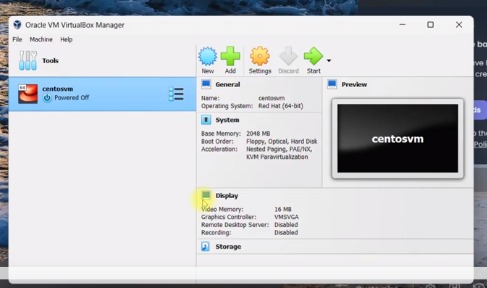 Oracle VM VirtualBox Manager
File Machine Help
Tools
New Add Settings Discard Start
centosvm
Powered Off
General
Name: centosvm
Operating System: Red Hat (64-bit)
System
Base Memory: 2048 MB
Boot Order: Floppy, Optical, Hard Disk
Acceleration: Nested Paging, PAE/NX,
KVM Paravirtualization
Preview
centosvm
Display
Video Memory: 16 MB
Graphics Controller: VMSVGA
Remote Desktop Server: Disabled
Recording: Disabled
Storage